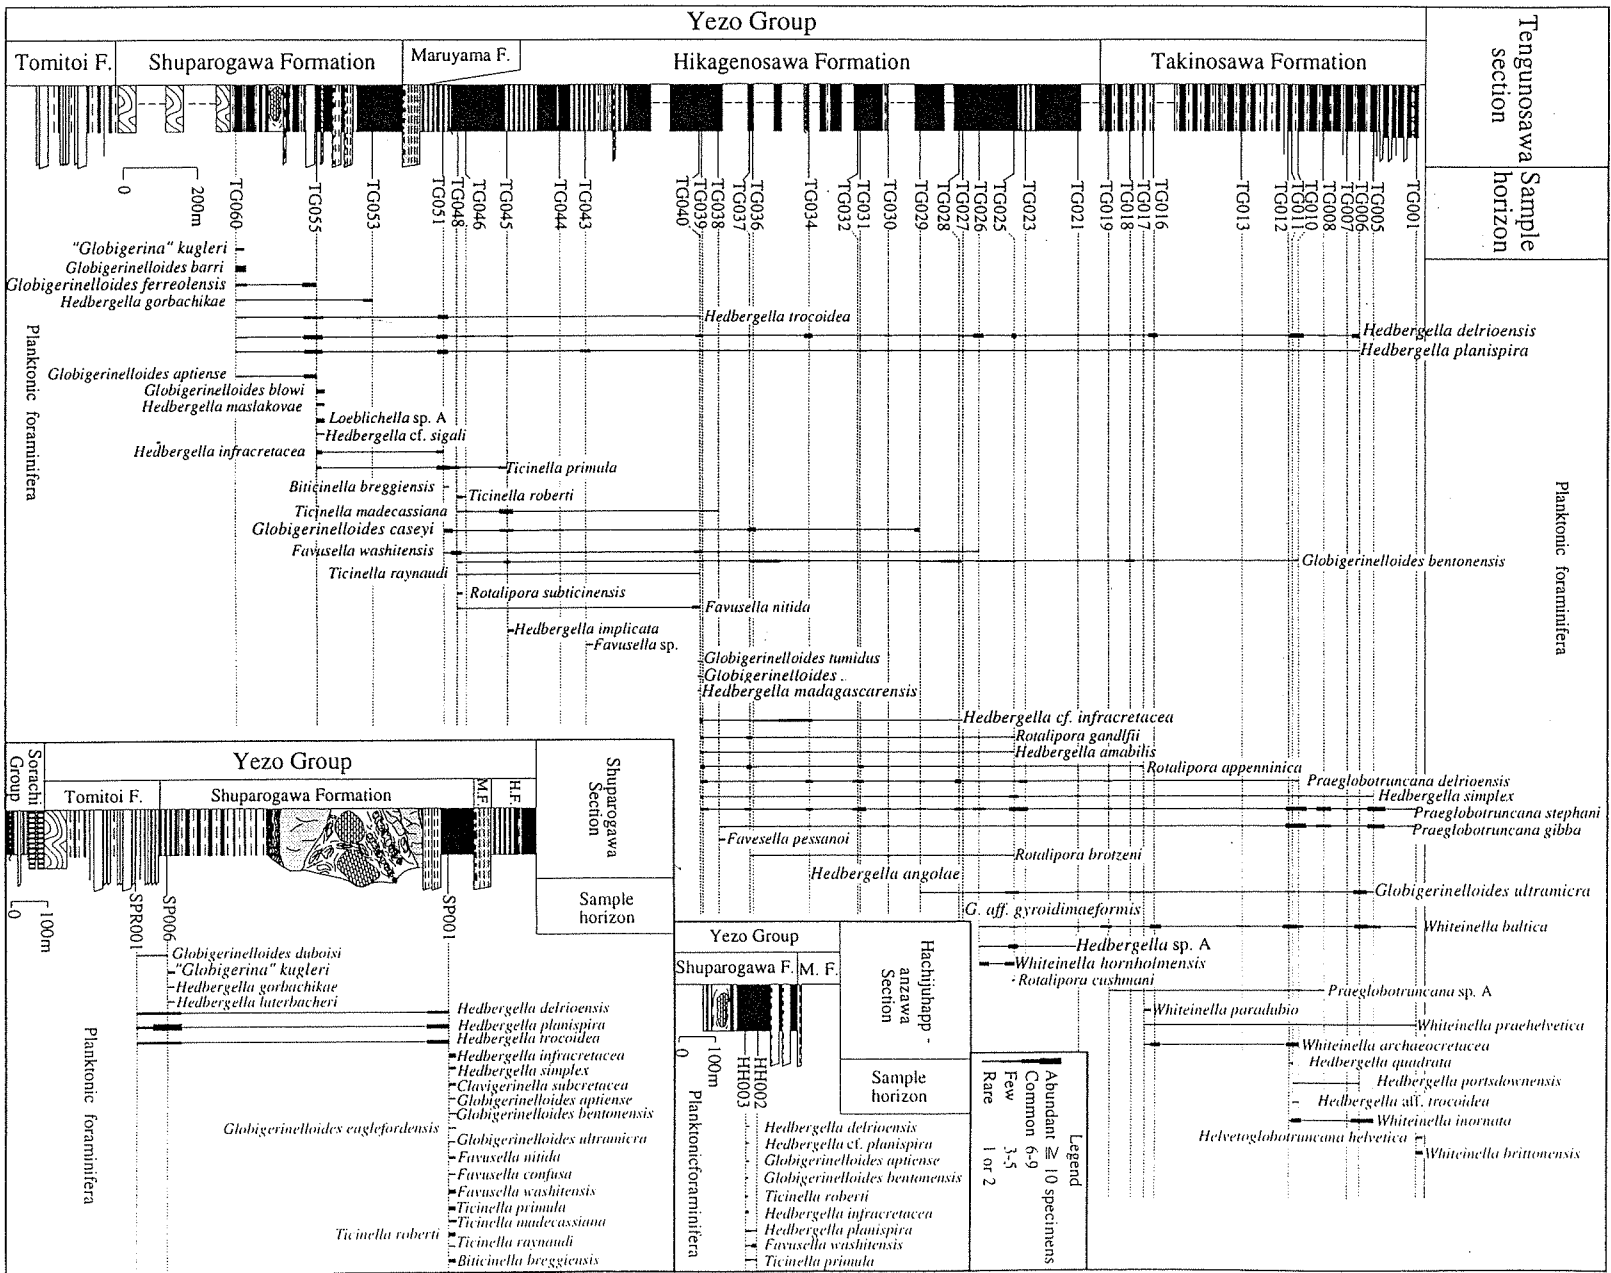 Yezo Group
Tomitoi F.
Shuparogawa Formation
Maruyama F.
Hikagenosawa Formation
Takinosawa Formation
Tengunosawa
section
Sample
horizon
0
200m
TG060
TG055
TG053
TG051
TG048
TG046
TG045
TG044
TG043
TG040
TG039
TG038
TG037
TG036
TG034
TG032
TG031
TG030
TG029
TG028
TG027
TG026
TG025
TG023
TG021
TG019
TG018
TG017
TG016
TG013
TG012
TG011
TG010
TG008
TG007
TG006
TG005
TG001
Planktonic foraminifera
Planktonic foraminifera
"Globigerina" kugleri
Globigerinelloides barri
Globigerinelloides ferreolensis
Hedbergella gorbachikae
Hedbergella trocoidea
Hedbergella delrioensis
Hedbergella planispira
Globigerinelloides aptiense
Globigerinelloides blowi
Hedbergella maslakovae
Loeblichella sp. A
Hedbergella cf. sigali
Hedbergella infracretacea
Ticinella primula
Biticinella breggiensis
Ticinella roberti
Ticinella madecassiana
Globigerinelloides caseyi
Favusella washitensis
Globigerinelloides bentonensis
Ticinella raynaudi
Rotalipora subticinensis
Favusella nitida
Hedbergella implicata
Favusella sp.
Globigerinelloides tumidus
Globigerinelloides ..
Hedbergella madagascarensis
Hedbergella cf. infracretacea
Rotalipora gandlfii
Hedbergella amabilis
Rotalipora appenninica
Praeglobotruncana delrioensis
Hedbergella simplex
Praeglobotruncana stephani
Praeglobotruncana gibba
Favesella pessanoi
Rotalipora brotzeni
Hedbergella angolae
Globigerinelloides ultramicra
G. aff. gyroidinaeformis
Whiteinella baltica
Hedbergella sp. A
Whiteinella hornholmensis
Rotalipora cushmani
Praeglobotruncana sp. A
Whiteinella paradubio
Whiteinella praehelvetica
Whiteinella archaeocretacea
Hedbergella quadrata
Hedbergella portsdownensis
Hedbergella aff. trocoidea
Whiteinella inornata
Helvetoglobotruncana helvetica
Whiteinella brittonensis
Sorachi
Group
Yezo Group
Tomitoi F.
Shuparogawa Formation
M.F.
H.F.
Shuparogawa
Section
Sample
horizon
0
100m
SPR001
SP006
SP001
Planktonic foraminifera
Globigerinelloides duboisi
"Globigerina" kugleri
Hedbergella gorbachikae
Hedbergella luterbacheri
Hedbergella delrioensis
Hedbergella planispira
Hedbergella trocoidea
Hedbergella infracretacea
Hedbergella simplex
Clavigerinella subcretacea
Globigerinelloides aptiense
Globigerinelloides bentonensis
Globigerinelloides eaglefordensis
Globigerinelloides ultramicra
Favusella nitida
Favusella confusa
Favusella washitensis
Ticinella primula
Ticinella madecassiana
Ticinella roberti
Ticinella raynaudi
Biticinella breggiensis
Yezo Group
Shuparogawa F.
M. F.
Hachijuhapp -
anzawa
Section
Sample
horizon
0
100m
HH003
HH002
Planktonicforaminifera
Hedbergella delrioensis
Hedbergella cf. planispira
Globigerinelloides aptiense
Globigerinelloides bentonensis
Ticinella roberti
Hedbergella infracretacea
Hedbergella planispira
Favusella washitensis
Ticinella primula
Legend
Abundant ≧ 10 specimens
Common 6-9
Few 3-5
Rare 1 or 2